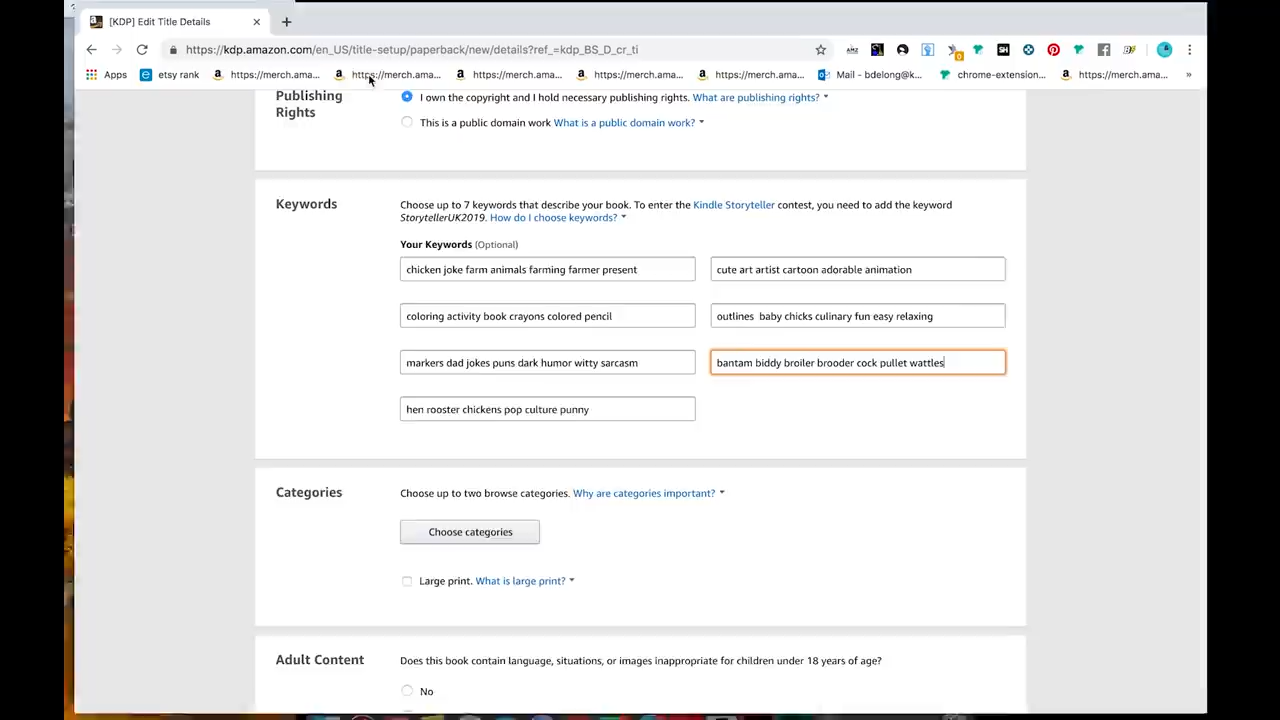 [KDP] Edit Title Details
https://kdp.amazon.com/en_US/title-setup/paperback/new/details?ref_=kdp_BS_D_cr_ti
Apps etsy rank https://merch.ama... https://merch.ama... https://merch.ama... https://merch.ama... https://merch.ama... Mail - bdelong@k... chrome-extension... https://merch.ama... »
Publishing
Rights
I own the copyright and I hold necessary publishing rights. What are publishing rights?
This is a public domain work What is a public domain work?
Keywords
Choose up to 7 keywords that describe your book. To enter the Kindle Storyteller contest, you need to add the keyword
StorytellerUK2019. How do I choose keywords?
Your Keywords (Optional)
chicken joke farm animals farming farmer present
cute art artist cartoon adorable animation
coloring activity book crayons colored pencil
outlines  baby chicks culinary fun easy relaxing
markers dad jokes puns dark humor witty sarcasm
bantam biddy broiler brooder cock pullet wattles
hen rooster chickens pop culture punny
Categories
Choose up to two browse categories. Why are categories important?
Choose categories
Large print. What is large print?
Adult Content
Does this book contain language, situations, or images inappropriate for children under 18 years of age?
No